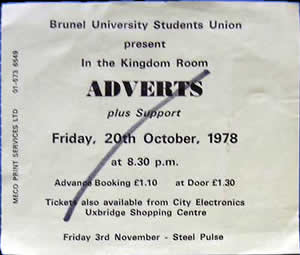 Brunel University Students Union
present
In the Kingdom Room
ADVERTS
plus Support
Friday, 20th October, 1978
at 8.30 p.m.
Advance Booking £1.10 at Door £1.30
Tickets also available from City Electronics
Uxbridge Shopping Centre
Friday 3rd November - Steel Pulse
MECO PRINT SERVICES LTD 01-573 6549